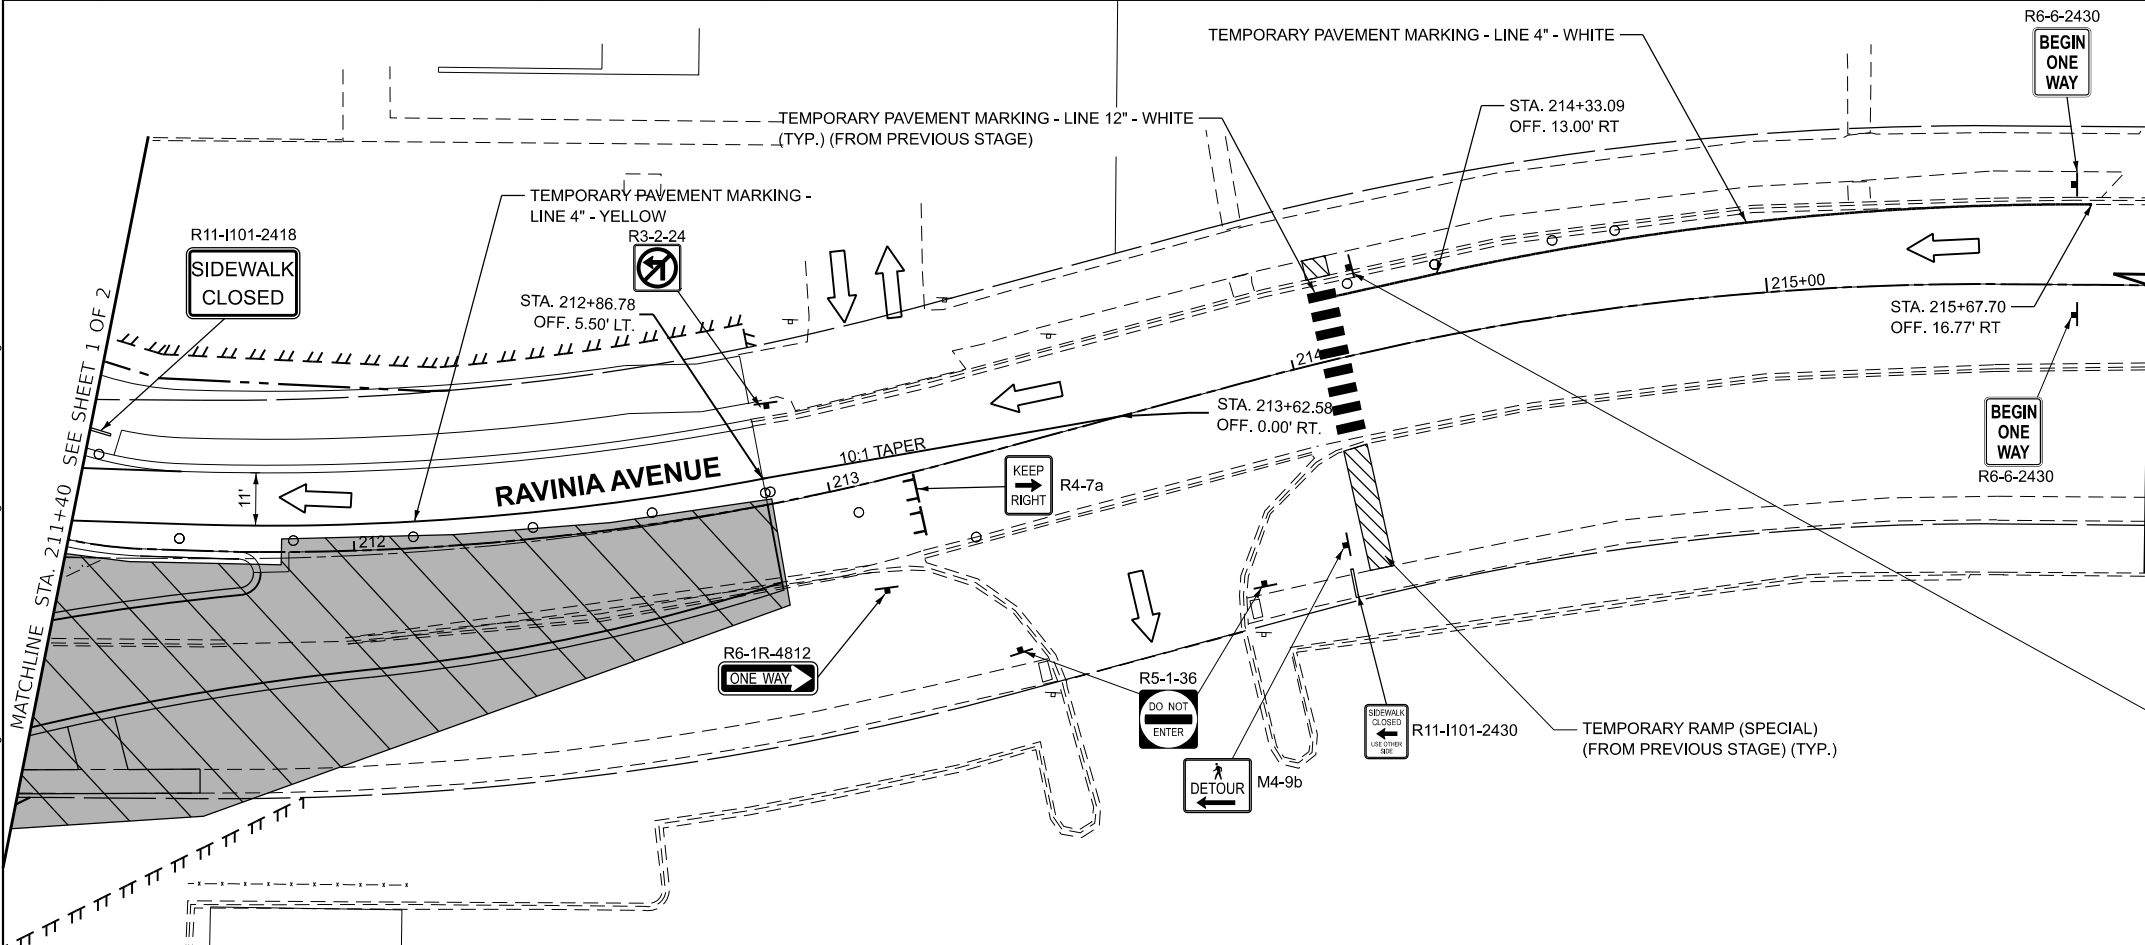 R6-6-2430
BEGIN
ONE
WAY
TEMPORARY PAVEMENT MARKING - LINE 4" - WHITE
STA. 214+33.09
OFF. 13.00' RT
TEMPORARY PAVEMENT MARKING - LINE 12" - WHITE
(TYP.) (FROM PREVIOUS STAGE)
TEMPORARY PAVEMENT MARKING -
LINE 4" - YELLOW
R3-2-24
R11-I101-2418
SIDEWALK
CLOSED
STA. 212+86.78
OFF. 5.50' LT.
215+00
STA. 215+67.70
OFF. 16.77' RT
214
STA. 213+62.58
OFF. 0.00' RT.
BEGIN
ONE
WAY
R6-6-2430
10:1 TAPER
RAVINIA AVENUE
213
KEEP
RIGHT
R4-7a
11'
212
MATCHLINE STA. 211+40 SEE SHEET 1 OF 2
R6-1R-4812
ONE WAY
R5-1-36
DO NOT
ENTER
SIDEWALK
CLOSED
USE OTHER
SIDE
R11-I101-2430
TEMPORARY RAMP (SPECIAL)
(FROM PREVIOUS STAGE) (TYP.)
DETOUR
M4-9b